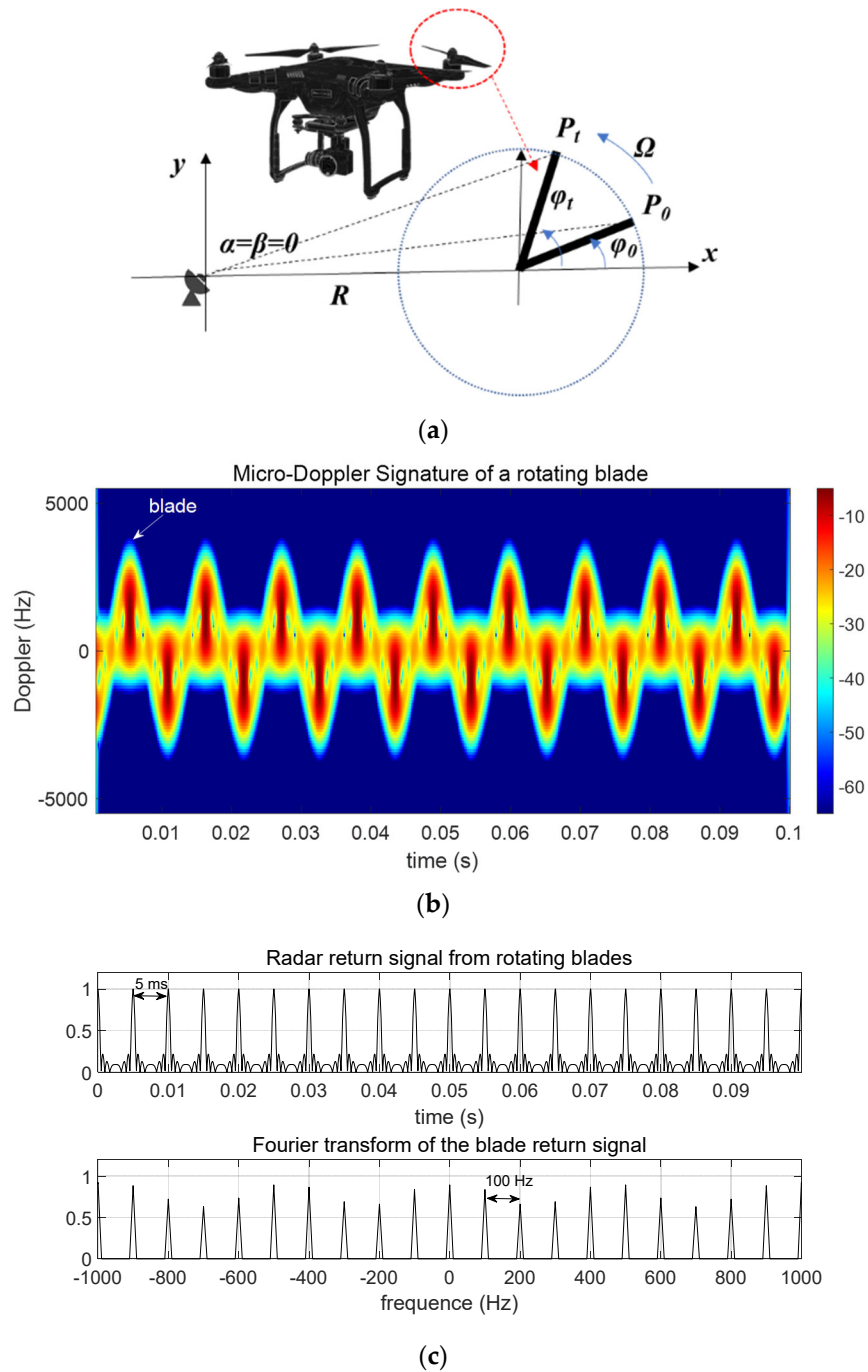 P_t
Ω
y
P_0
φ_t
α=β=0
φ_0
x
R
(a)
Micro-Doppler Signature of a rotating blade
5000
blade
-10
-20
-30
0
-40
-50
-5000
-60
0.01 0.02 0.03 0.04 0.05 0.06 0.07 0.08 0.09 0.1
Doppler (Hz)
time (s)
(b)
Radar return signal from rotating blades
5 ms
1
0.5
0
0 0.01 0.02 0.03 0.04 0.05 0.06 0.07 0.08 0.09
time (s)
Fourier transform of the blade return signal
100 Hz
1
0.5
0
-1000 -800 -600 -400 -200 0 200 400 600 800 1000
frequence (Hz)
(c)